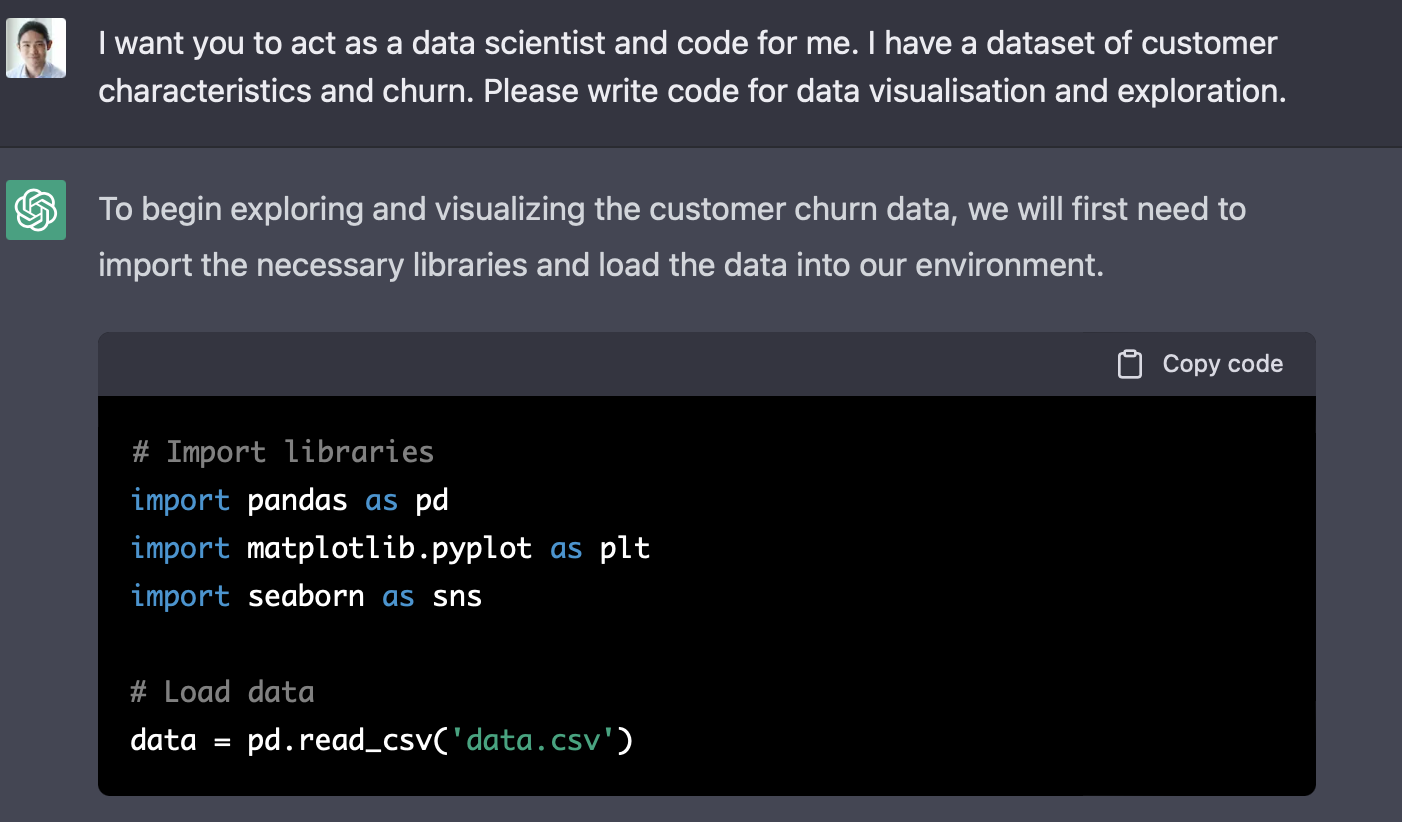 I want you to act as a data scientist and code for me. I have a dataset of customer
characteristics and churn. Please write code for data visualisation and exploration.
To begin exploring and visualizing the customer churn data, we will first need to
import the necessary libraries and load the data into our environment.
Copy code
# Import libraries
import pandas as pd
import matplotlib.pyplot as plt
import seaborn as sns
# Load data
data = pd.read_csv('data.csv')